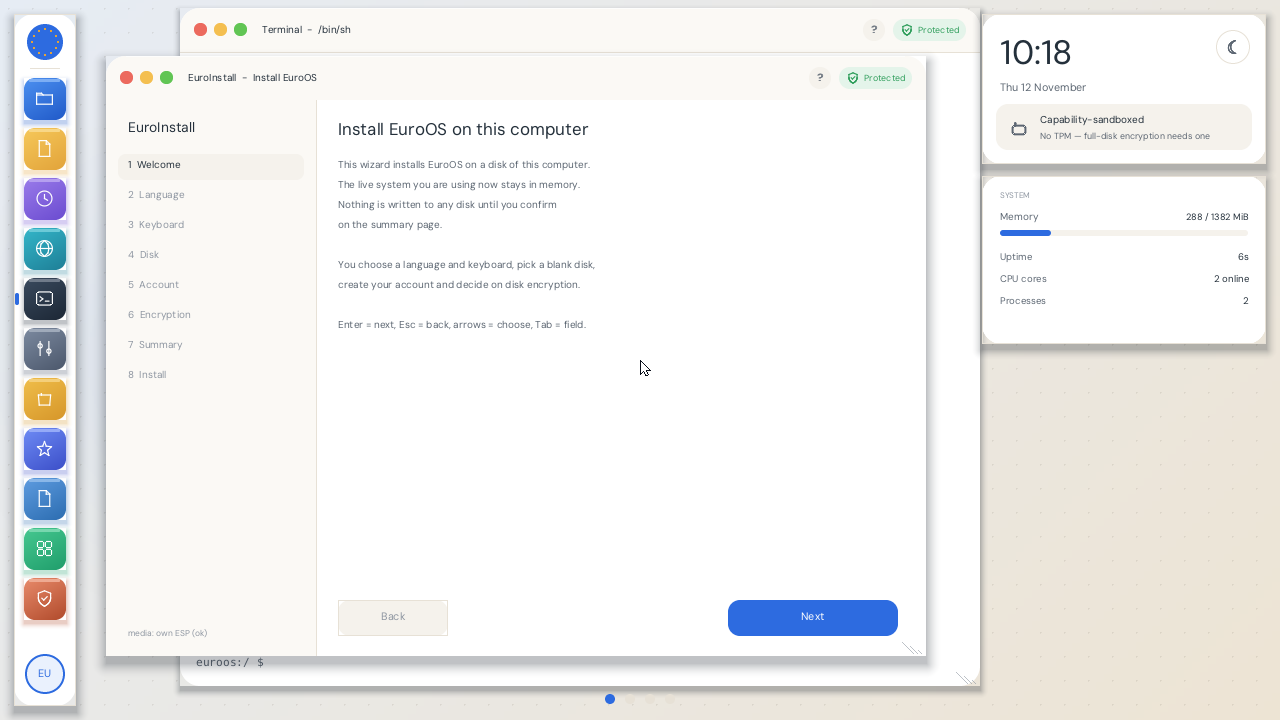 Terminal – /bin/sh
?
Protected
EuroInstall – Install EuroOS
?
Protected
EuroInstall
1 Welcome
2 Language
3 Keyboard
4 Disk
5 Account
6 Encryption
7 Summary
8 Install
media: own ESP (ok)
Install EuroOS on this computer
This wizard installs EuroOS on a disk of this computer.
The live system you are using now stays in memory.
Nothing is written to any disk until you confirm
on the summary page.
You choose a language and keyboard, pick a blank disk,
create your account and decide on disk encryption.
Enter = next, Esc = back, arrows = choose, Tab = field.
Back
Next
euroos:/ $
EU
10:18
Thu 12 November
Capability-sandboxed
No TPM — full-disk encryption needs one
SYSTEM
Memory 288 / 1382 MiB
Uptime 6s
CPU cores 2 online
Processes 2